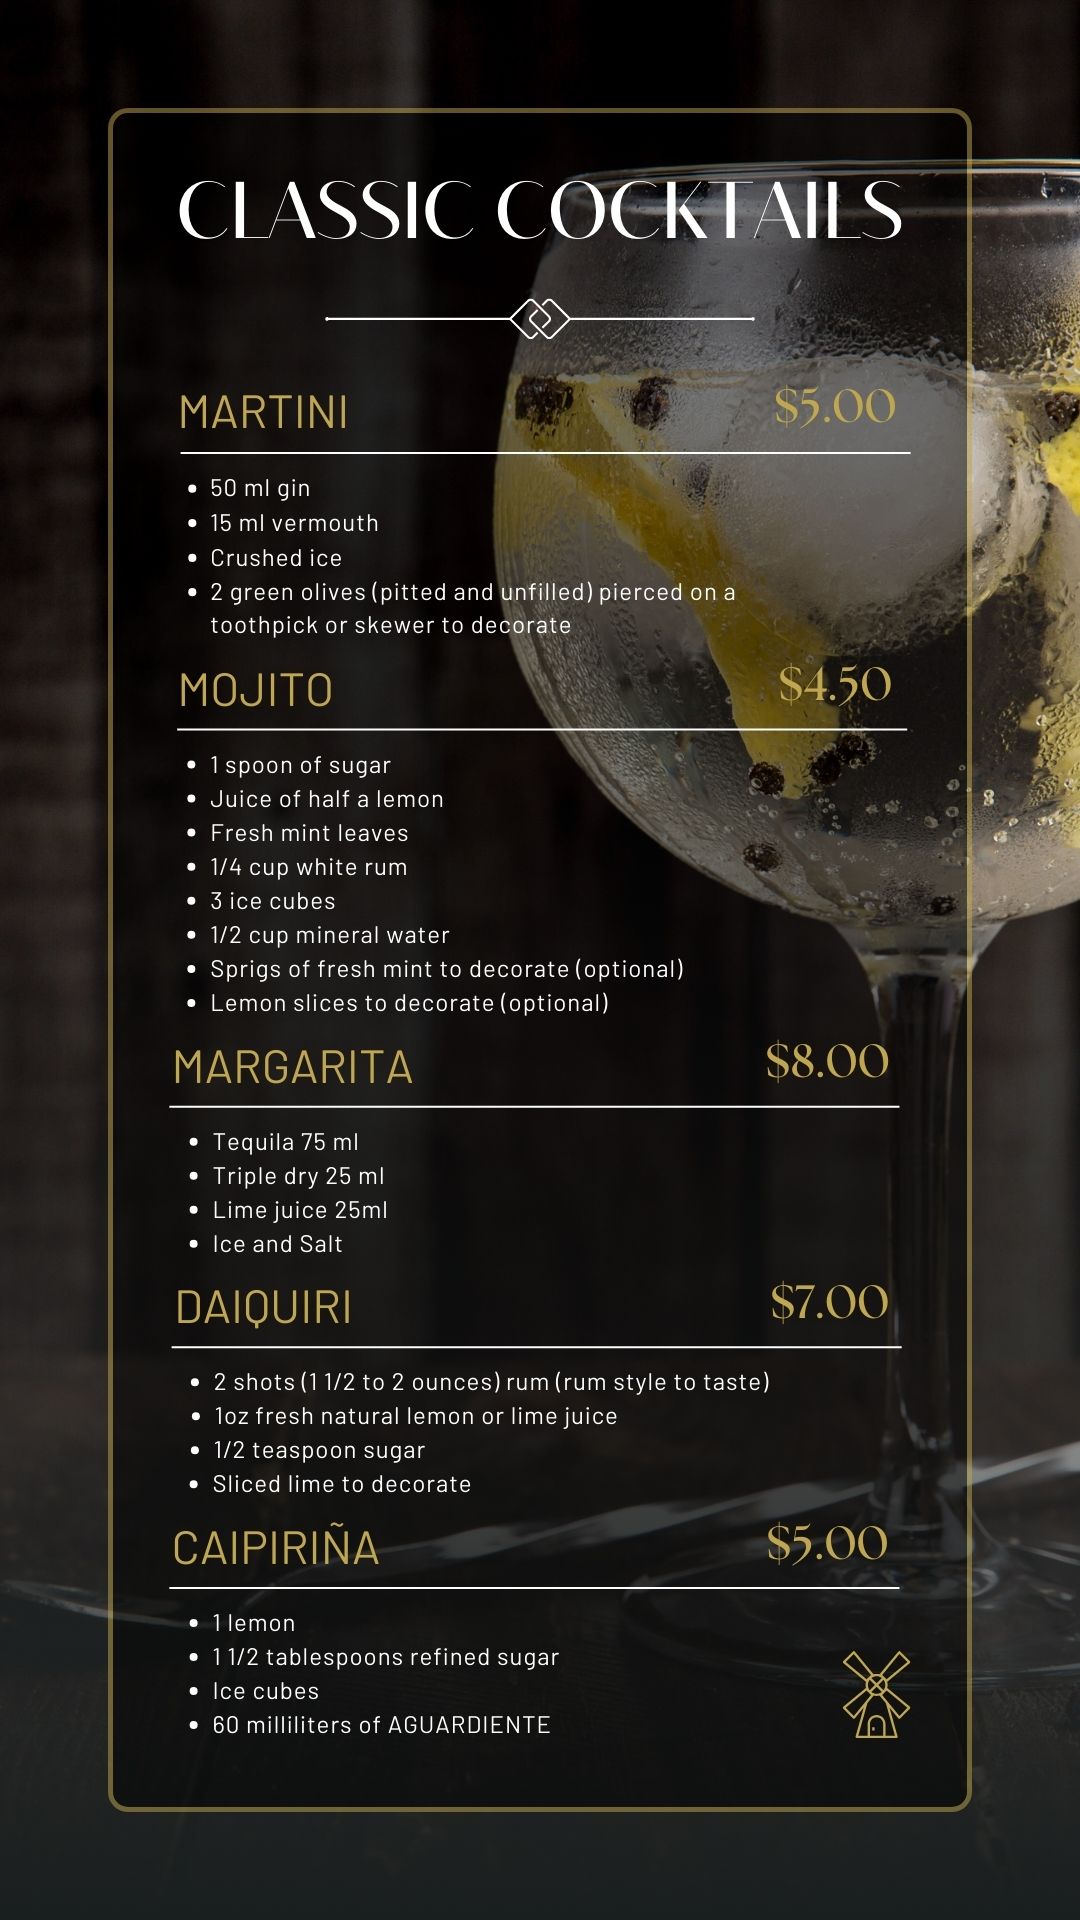 CLASSIC COCKTAILS
MARTINI $5.00
50 ml gin
15 ml vermouth
Crushed ice
2 green olives (pitted and unfilled) pierced on a
toothpick or skewer to decorate
MOJITO $4.50
1 spoon of sugar
Juice of half a lemon
Fresh mint leaves
1/4 cup white rum
3 ice cubes
1/2 cup mineral water
Sprigs of fresh mint to decorate (optional)
Lemon slices to decorate (optional)
MARGARITA $8.00
Tequila 75 ml
Triple dry 25 ml
Lime juice 25ml
Ice and Salt
DAIQUIRI $7.00
2 shots (1 1/2 to 2 ounces) rum (rum style to taste)
1oz fresh natural lemon or lime juice
1/2 teaspoon sugar
Sliced lime to decorate
CAIPIRIÑA $5.00
1 lemon
1 1/2 tablespoons refined sugar
Ice cubes
60 milliliters of AGUARDIENTE